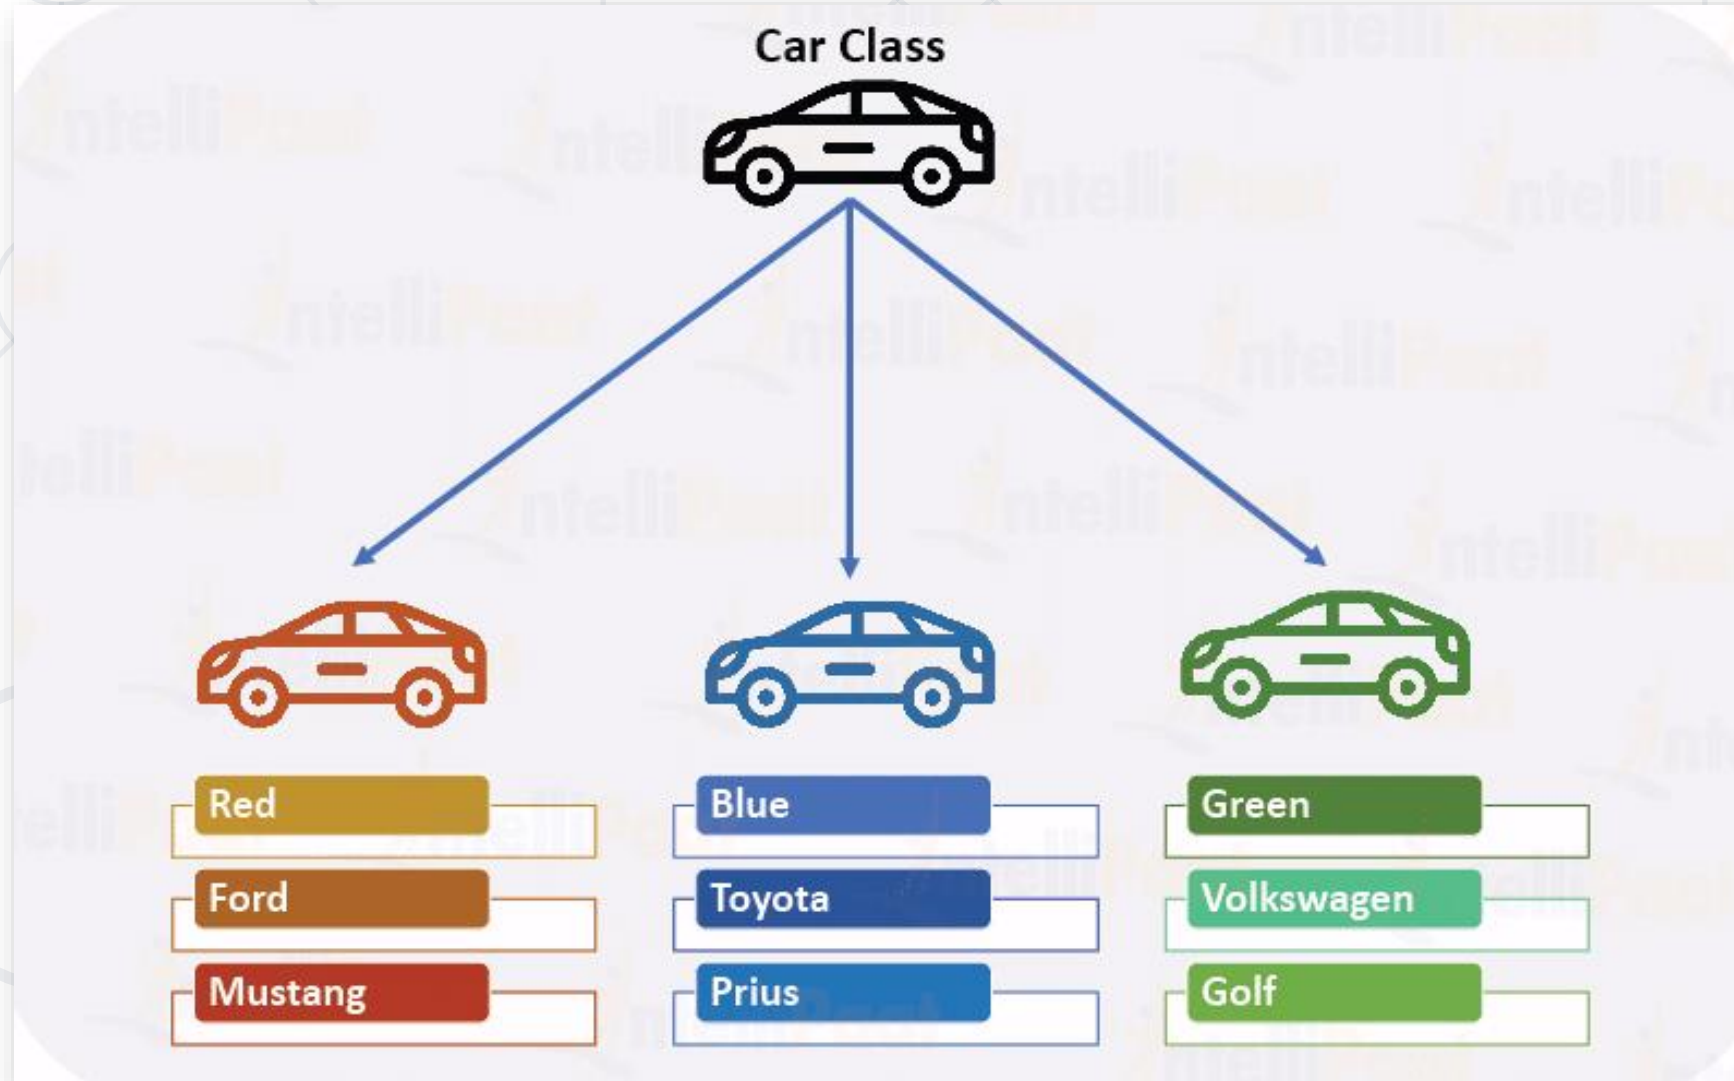 Car Class
Red
Ford
Mustang
Blue
Toyota
Prius
Green
Volkswagen
Golf